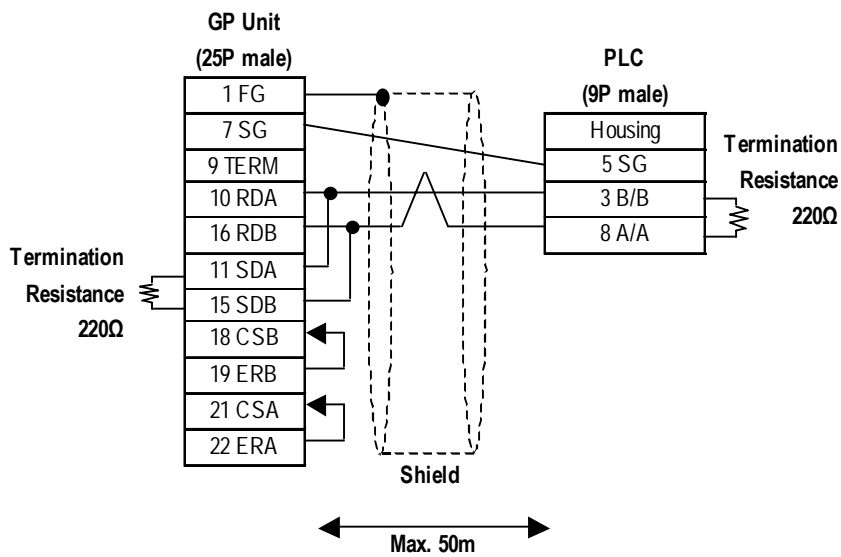 GP Unit
(25P male)
1 FG
7 SG
9 TERM
10 RDA
16 RDB
11 SDA
15 SDB
18 CSB
19 ERB
21 CSA
22 ERA
Termination
Resistance
220Ω
Shield
Max. 50m
PLC
(9P male)
Housing
5 SG
3 B/B
8 A/A
Termination
Resistance
220Ω